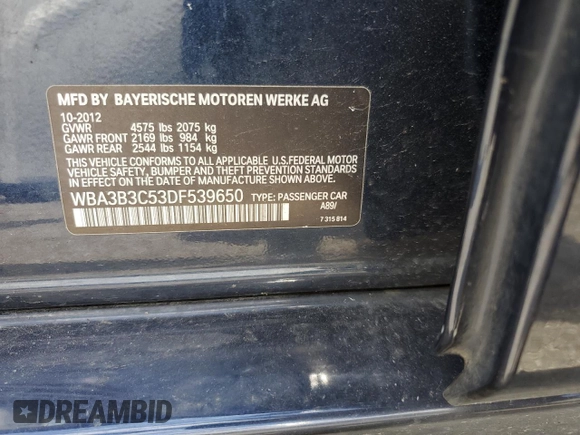 MFD BY BAYERISCHE MOTOREN WERKE AG
10-2012
GVWR 4575 lbs 2075 kg
GAWR FRONT 2169 lbs 984 kg
GAWR REAR 2544 lbs 1154 kg
THIS VEHICLE CONFORMS TO ALL APPLICABLE U.S.FEDERAL MOTOR
VEHICLE SAFETY, BUMPER AND THEFT PREVENTION STANDARDS
IN EFFECT ON THE DATE OF MANUFACTURE SHOWN ABOVE.
WBA3B3C53DF539650 TYPE: PASSENGER CAR
A89/
7 315 814
DREAMBID